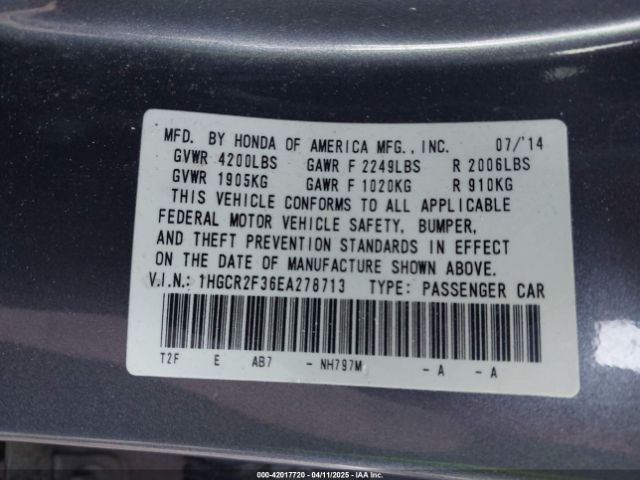 MFD. BY HONDA OF AMERICA MFG., INC. 07/'14
GVWR 4200LBS GAWR F 2249LBS R 2006LBS
GVWR 1905KG GAWR F 1020KG R 910KG
THIS VEHICLE CONFORMS TO ALL APPLICABLE
FEDERAL MOTOR VEHICLE SAFETY, BUMPER,
AND THEFT PREVENTION STANDARDS IN EFFECT
ON THE DATE OF MANUFACTURE SHOWN ABOVE.
V.I.N.: 1HGCR2F36EA278713 TYPE: PASSENGER CAR
T2F E AB7 - NH797M - A - A
000-42017720 - 04/11/2025 - IAAI.COM